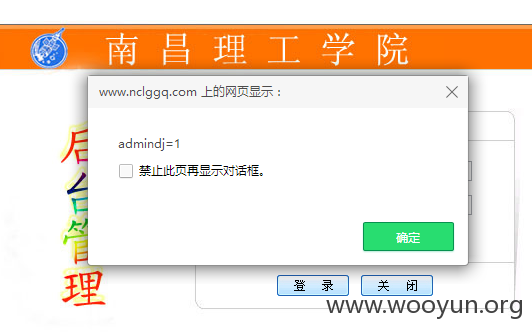 南昌理工学院
www.nclggq.com 上的网页显示：
admindj=1
禁止此页再显示对话框。
确定
后台管理
登 录
关 闭
www.wooyun.org